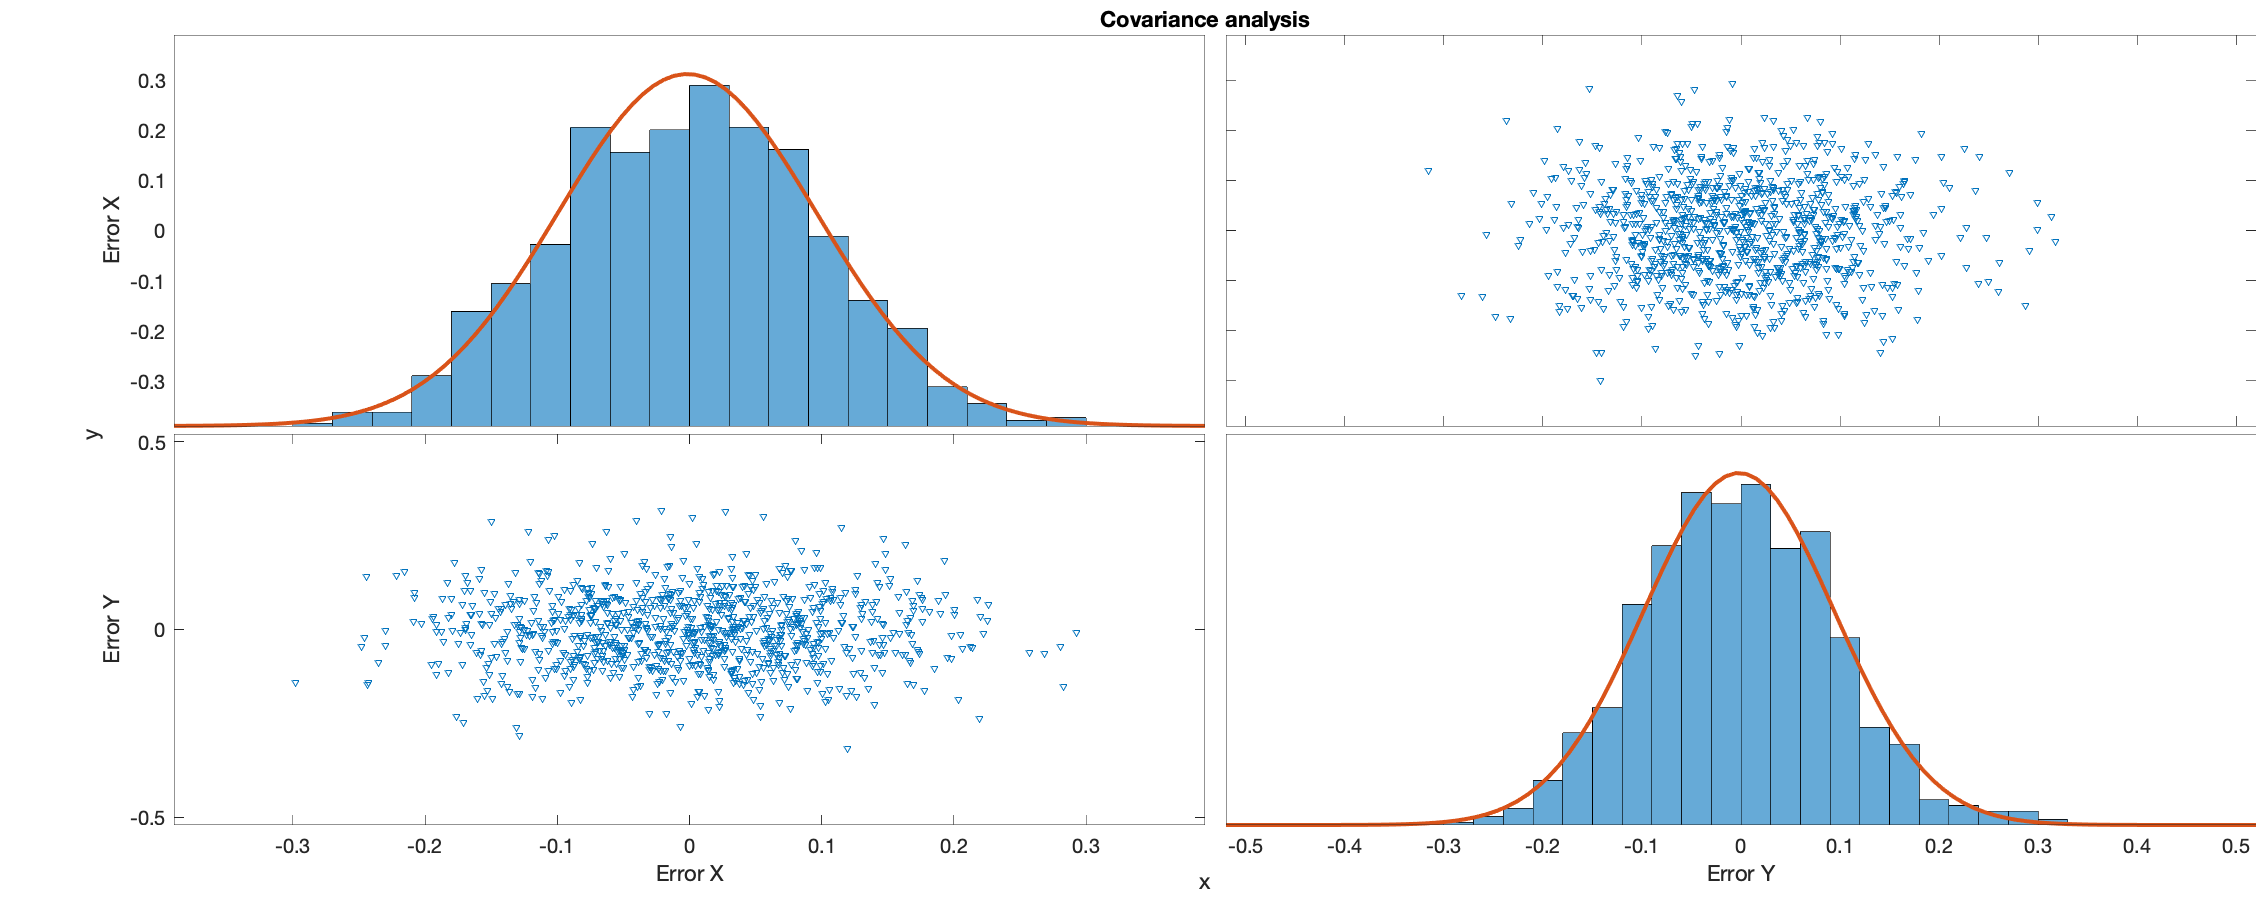 Covariance analysis
0.3
0.2
0.1
0
-0.1
-0.2
-0.3
Error X
y
0.5
0
-0.5
Error Y
-0.3 -0.2 -0.1 0 0.1 0.2 0.3
-0.5 -0.4 -0.3 -0.2 -0.1 0 0.1 0.2 0.3 0.4 0.5
Error X
Error Y
x